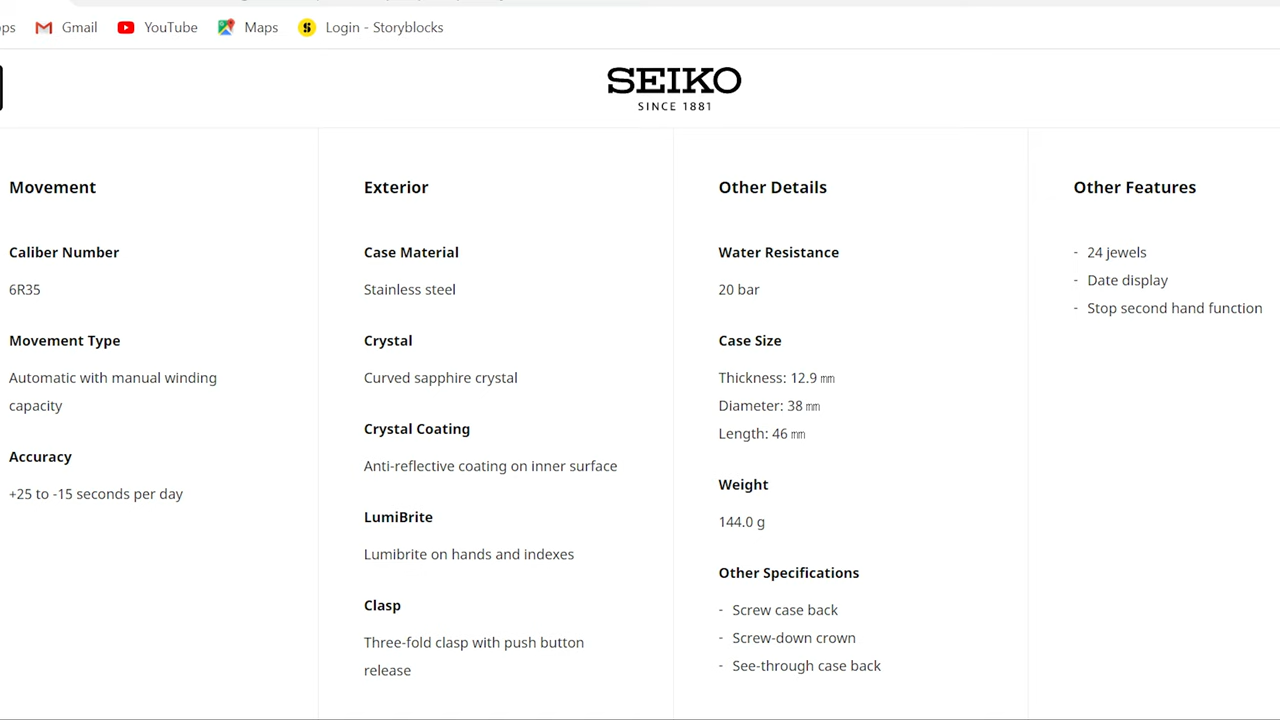 ps Gmail YouTube Maps Login - Storyblocks
SEIKO
SINCE 1881
Movement
Caliber Number
6R35
Movement Type
Automatic with manual winding
capacity
Accuracy
+25 to -15 seconds per day
Exterior
Case Material
Stainless steel
Crystal
Curved sapphire crystal
Crystal Coating
Anti-reflective coating on inner surface
LumiBrite
Lumibrite on hands and indexes
Clasp
Three-fold clasp with push button
release
Other Details
Water Resistance
20 bar
Case Size
Thickness: 12.9 ㎜
Diameter: 38 ㎜
Length: 46 ㎜
Weight
144.0 g
Other Specifications
- Screw case back
- Screw-down crown
- See-through case back
Other Features
- 24 jewels
- Date display
- Stop second hand function